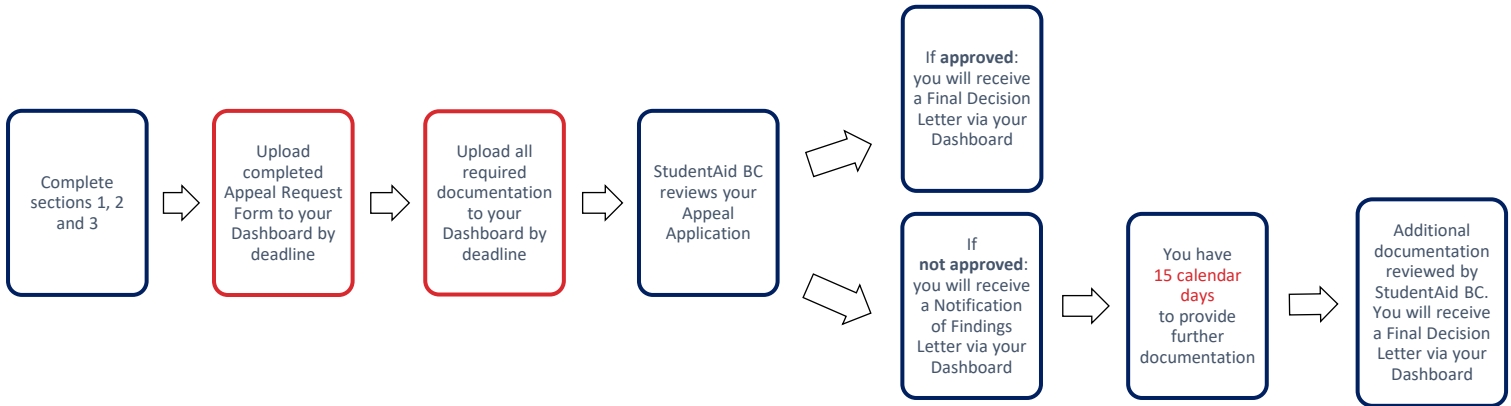 Complete
sections 1, 2
and 3
Upload
completed
Appeal Request
Form to your
Dashboard by
deadline
Upload all
required
documentation
to your
Dashboard by
deadline
StudentAid BC
reviews your
Appeal
Application
If approved:
you will receive
a Final Decision
Letter via your
Dashboard
If
not approved:
you will receive
a Notification
of Findings
Letter via your
Dashboard
You have
15 calendar
days
to provide
further
documentation
Additional
documentation
reviewed by
StudentAid BC.
You will receive
a Final Decision
Letter via your
Dashboard